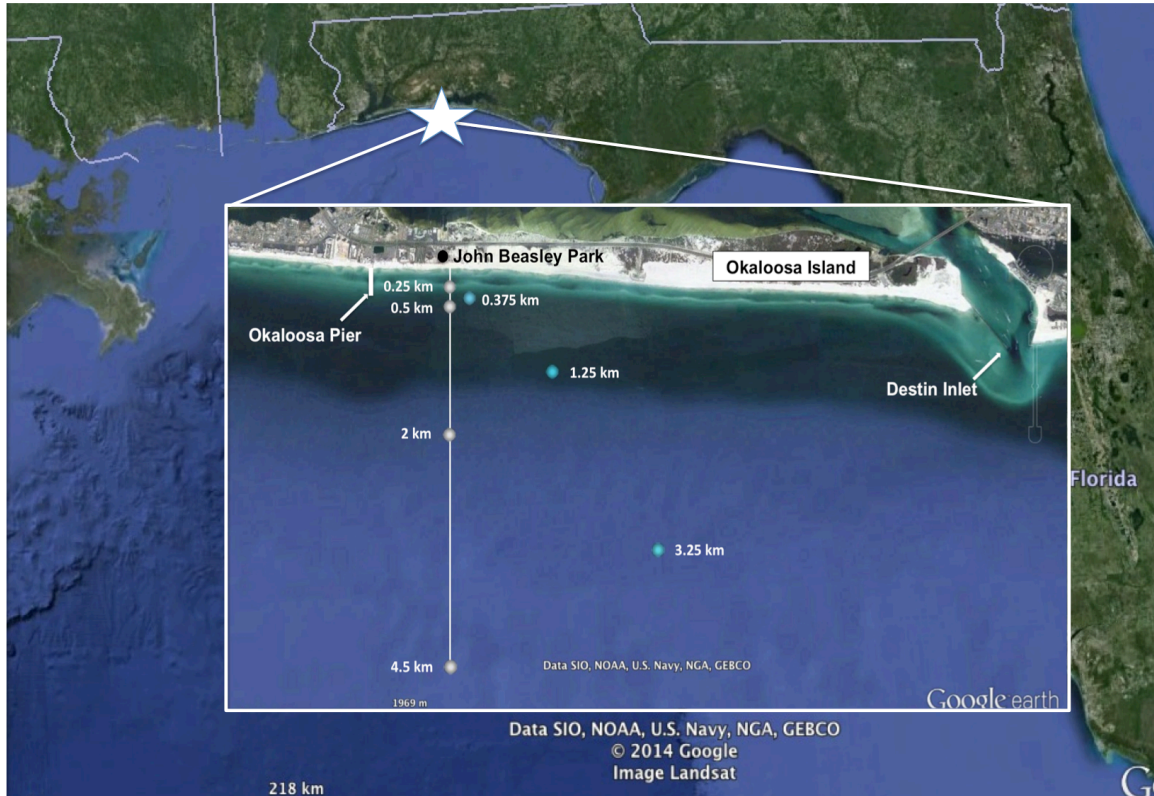 John Beasley Park
Okaloosa Island
0.25 km
0.375 km
0.5 km
Okaloosa Pier
1.25 km
Destin Inlet
2 km
Florida
3.25 km
4.5 km
Data SIO, NOAA, U.S. Navy, NGA, GEBCO
1969 m
Google earth
Data SIO, NOAA, U.S. Navy, NGA, GEBCO
© 2014 Google
Image Landsat
218 km
Go